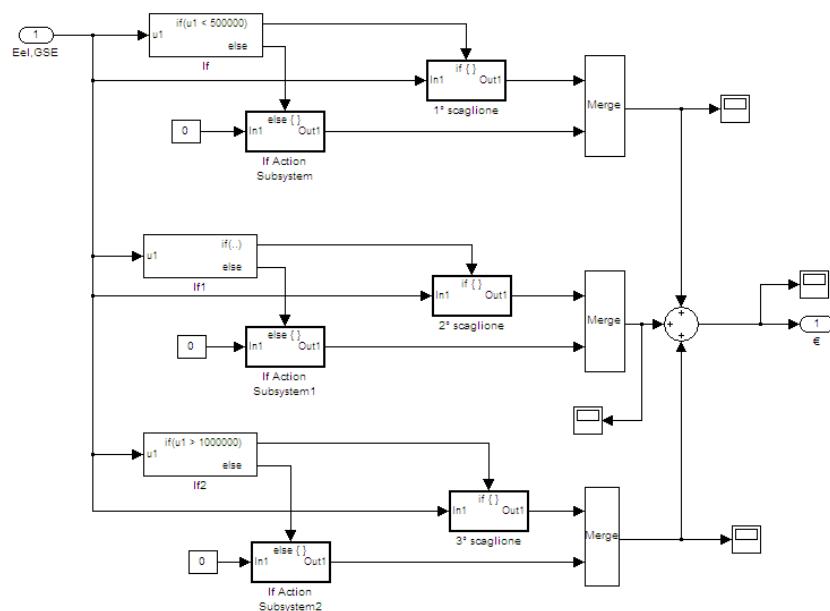 1
Eel,GSE
u1
if(u1 < 500000)
else
If
if { }
In1
Out1
1° scaglione
0
else { }
In1
Out1
If Action
Subsystem
Merge
u1
if(..)
else
If1
if { }
In1
Out1
2° scaglione
0
else { }
In1
Out1
If Action
Subsystem1
Merge
+
+
+
1
€
u1
if(u1 > 1000000)
else
If2
if { }
In1
Out1
3° scaglione
0
else { }
In1
Out1
If Action
Subsystem2
Merge